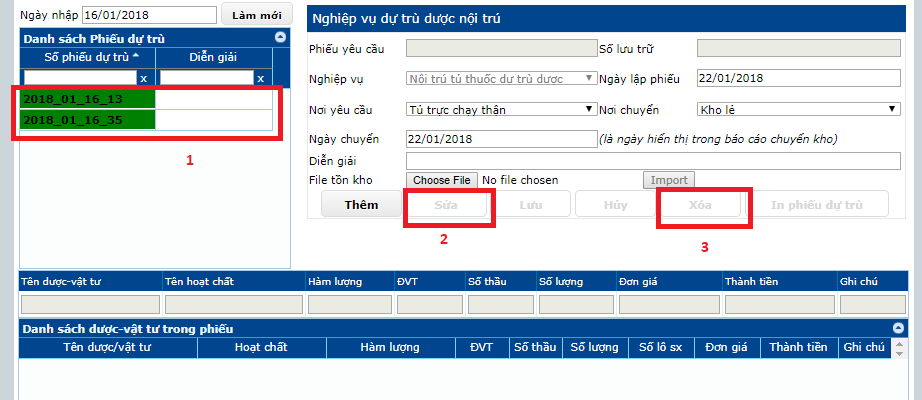 Ngày nhập 16/01/2018 Làm mới
Danh sách Phiếu dự trù
Số phiếu dự trù Diễn giải
x x
2018_01_16_13
2018_01_16_35
1
Nghiệp vụ dự trù dược nội trú
Phiếu yêu cầu Số lưu trữ
Nghiệp vụ Nội trú tủ thuốc dự trù dược Ngày lập phiếu 22/01/2018
Nơi yêu cầu Tủ trực chạy thận Nơi chuyển Kho lẻ
Ngày chuyển 22/01/2018 (là ngày hiển thị trong báo cáo chuyển kho)
Diễn giải
File tồn kho Choose File No file chosen Import
Thêm Sửa Lưu Hủy Xóa In phiếu dự trù
2 3
Tên dược-vật tư Tên hoạt chất Hàm lượng ĐVT Số thầu Số lượng Đơn giá Thành tiền Ghi chú
Danh sách dược-vật tư trong phiếu
Tên dược/vật tư Hoạt chất Hàm lượng ĐVT Số thầu Số lượng Số lô sx Đơn giá Thành tiền Ghi chú